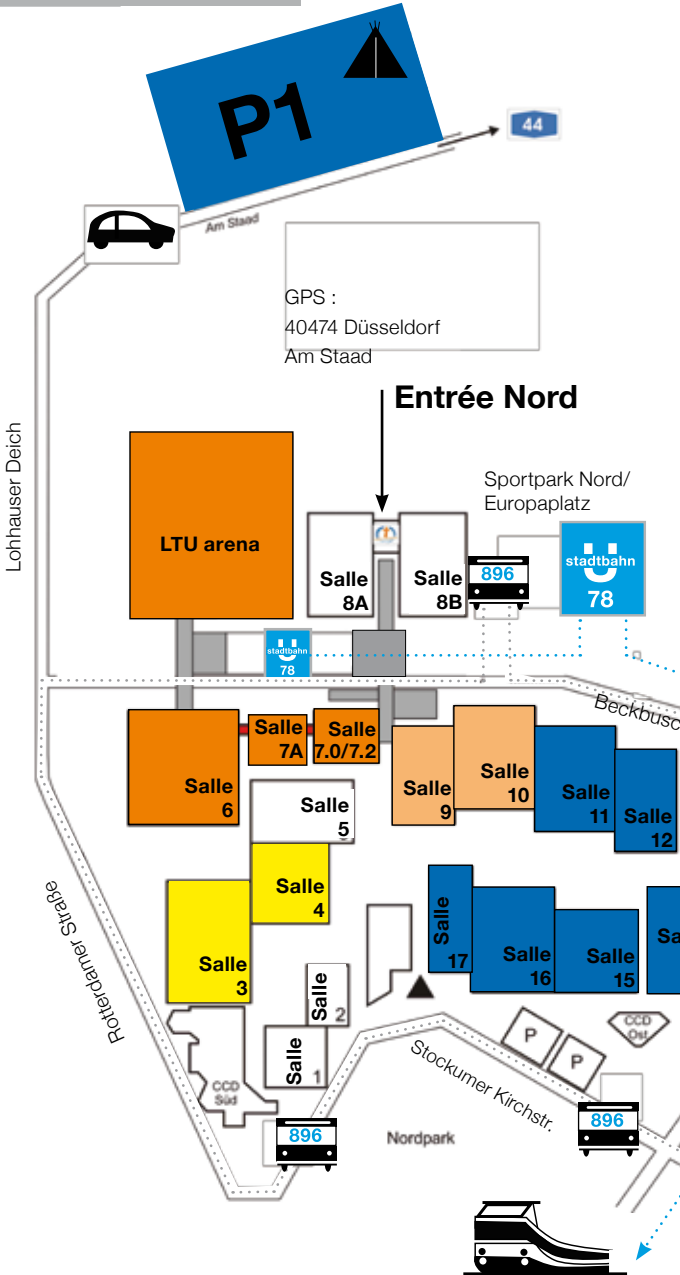 P1
44
Am Staad
GPS :
40474 Düsseldorf
Am Staad
Entrée Nord
Lohhauser Deich
Sportpark Nord/
Europaplatz
LTU arena
Salle
8A
Salle
8B
896
stadtbahn
U
78
stadtbahn
U
78
Beckbusc
Salle
6
Salle
7A
Salle
7.0/7.2
Salle
9
Salle
10
Salle
11
Salle
12
Salle
5
Salle
4
Salle
3
Salle
17
Salle
16
Salle
15
Sa
Rotterdamer Straße
Salle
2
Salle
1
CCD
Süd
P
P
CCD
Ost
Stockumer Kirchstr.
896
Nordpark
896